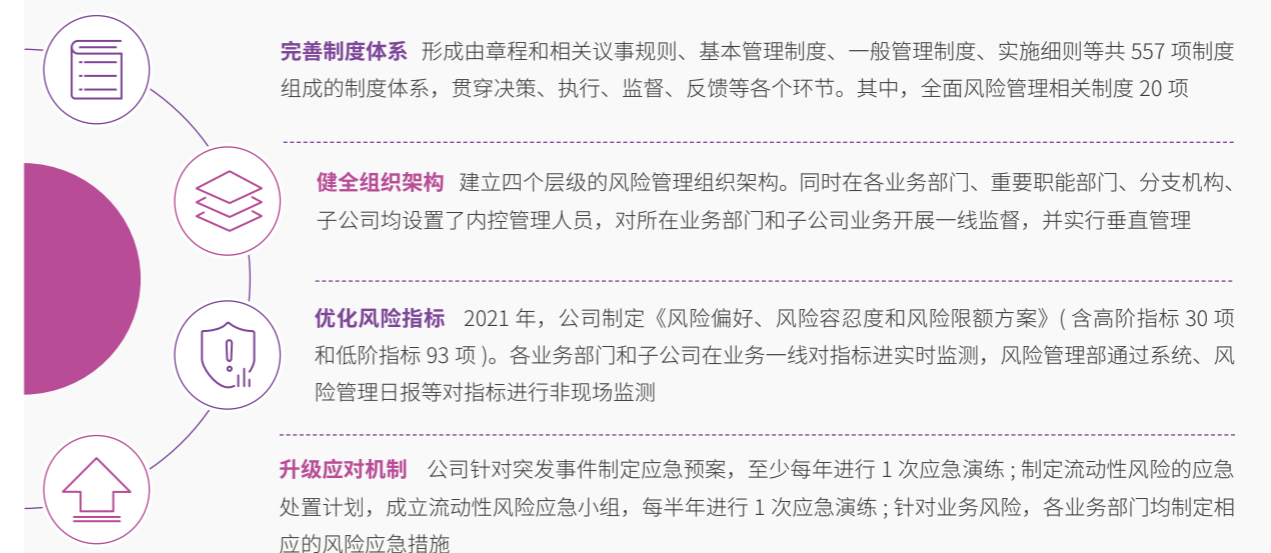 完善制度体系 形成由章程和相关议事规则、基本管理制度、一般管理制度、实施细则等共 557 项制度
组成的制度体系，贯穿决策、执行、监督、反馈等各个环节。其中，全面风险管理相关制度 20 项
健全组织架构 建立四个层级的风险管理组织架构。同时在各业务部门、重要职能部门、分支机构、
子公司均设置了内控管理人员，对所在业务部门和子公司业务开展一线监督，并实行垂直管理
优化风险指标 2021 年，公司制定《风险偏好、风险容忍度和风险限额方案》( 含高阶指标 30 项
和低阶指标 93 项 )。各业务部门和子公司在业务一线对指标进实时监测，风险管理部通过系统、风
险管理日报等对指标进行非现场监测
升级应对机制 公司针对突发事件制定应急预案，至少每年进行 1 次应急演练 ; 制定流动性风险的应急
处置计划，成立流动性风险应急小组，每半年进行 1 次应急演练 ; 针对业务风险，各业务部门均制定相
应的风险应急措施